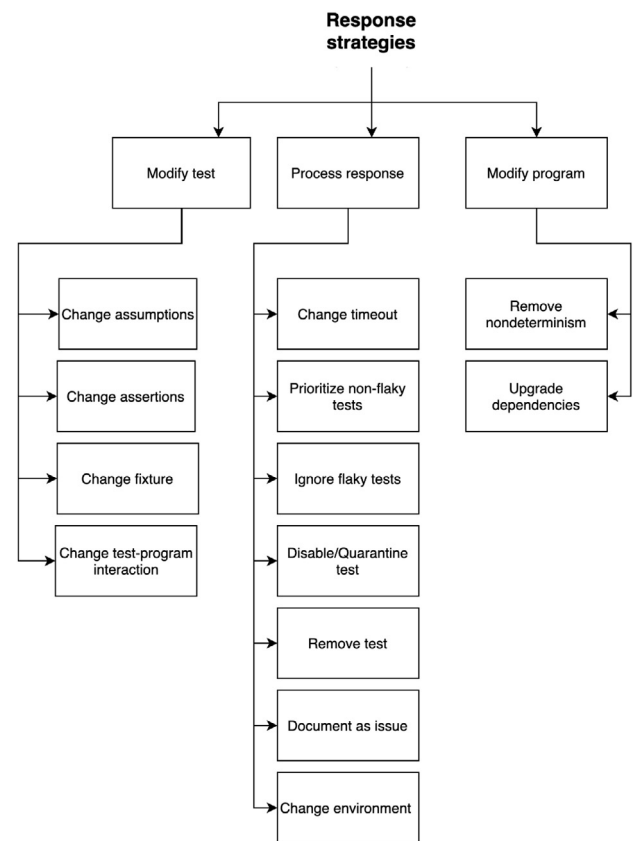 Response
strategies
Modify test
Process response
Modify program
Change assumptions
Change assertions
Change fixture
Change test-program
interaction
Change timeout
Prioritize non-flaky
tests
Ignore flaky tests
Disable/Quarantine
test
Remove test
Document as issue
Change environment
Remove
nondeterminism
Upgrade
dependencies